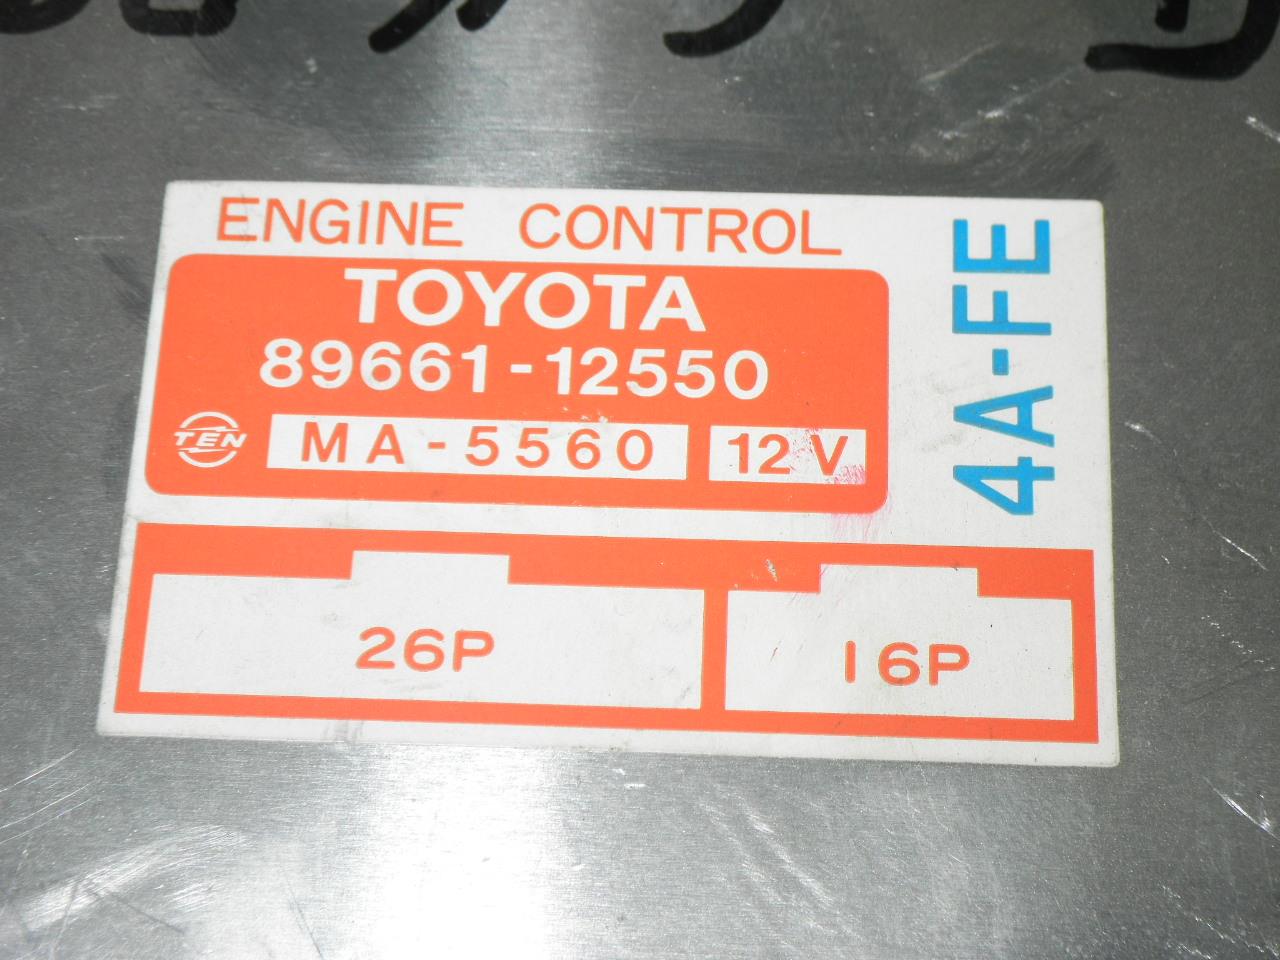 ENGINE CONTROL
TOYOTA
89661-12550
TEN
MA-5560
12V
4A-FE
26P
16P